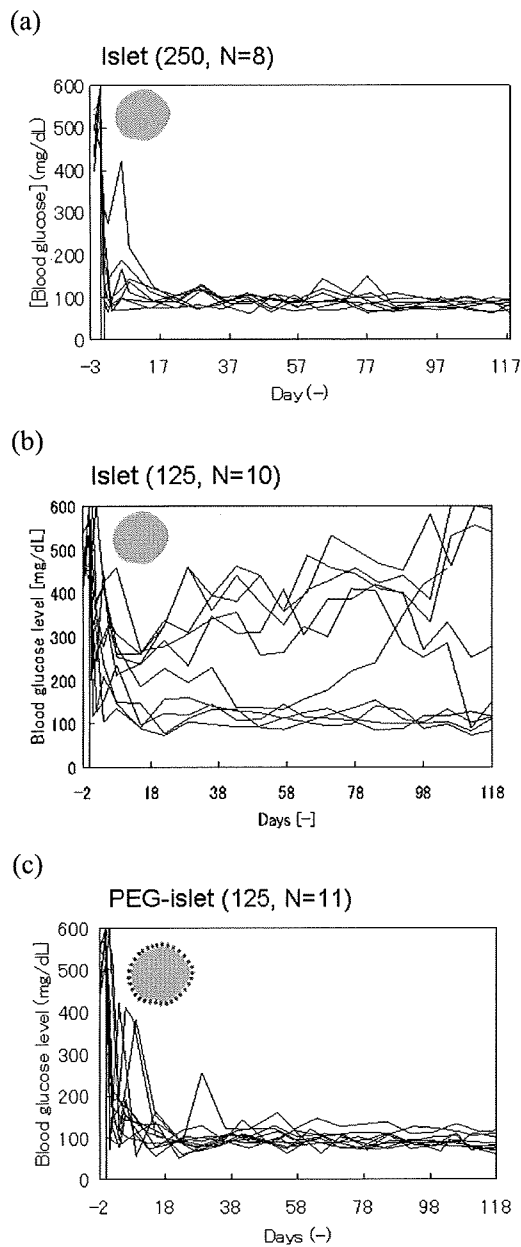 (a)
Islet (250, N=8)
[Blood glucose] (mg/dL)
600
500
400
300
200
100
0
-3 17 37 57 77 97 117
Day (-)
(b)
Islet (125, N=10)
Blood glucose level [mg/dL]
600
500
400
300
200
100
0
-2 18 38 58 78 98 118
Days [-]
(c)
PEG-islet (125, N=11)
Blood glucose level (mg/dL)
600
500
400
300
200
100
0
-2 18 38 58 78 98 118
Days (-)